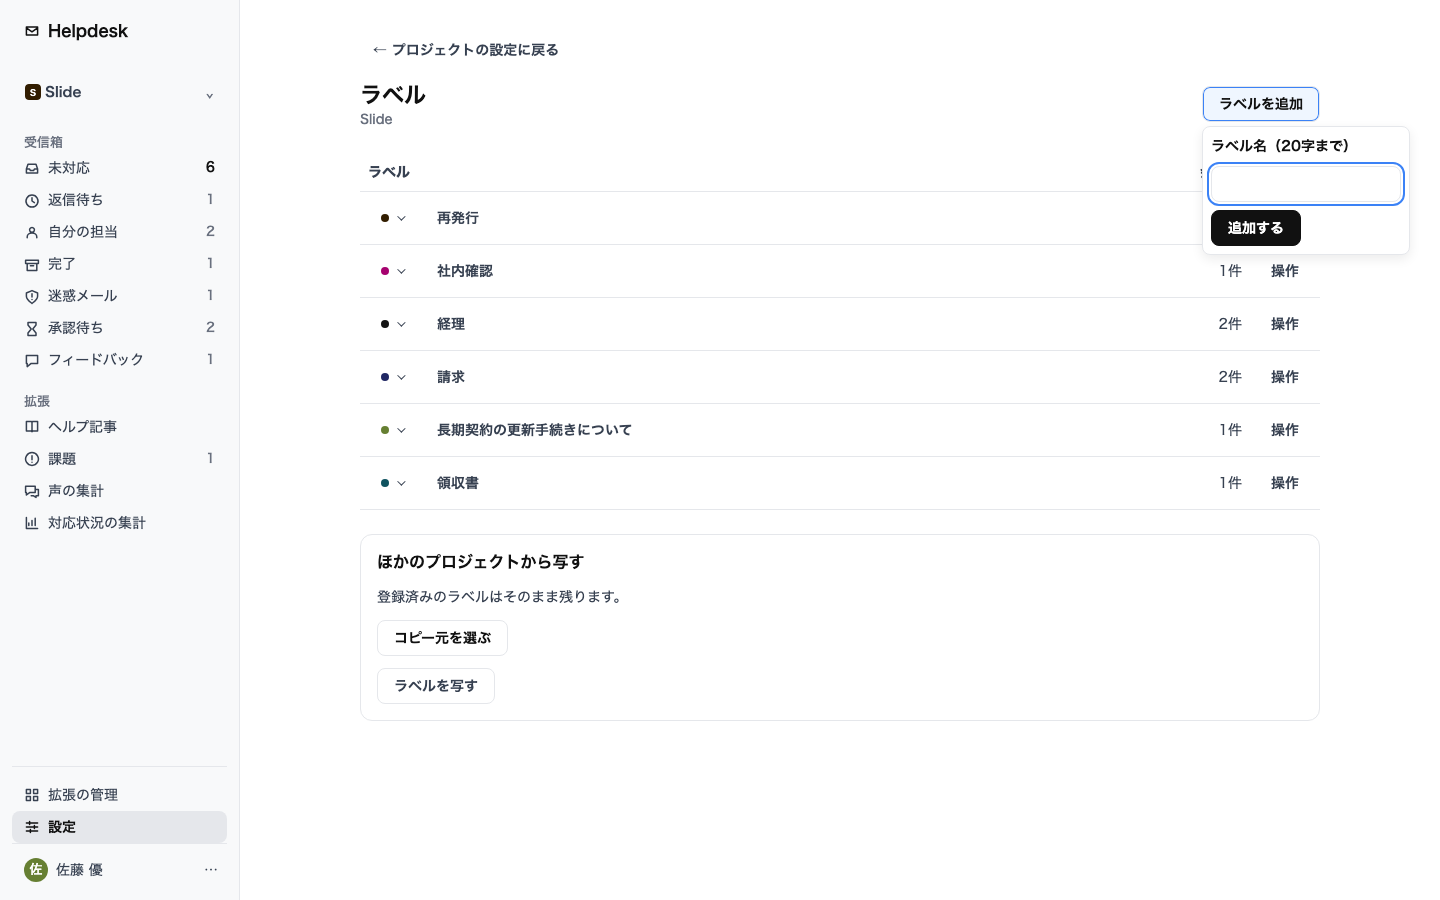 Helpdesk
S Slide
受信箱
未対応 6
返信待ち 1
自分の担当 2
完了 1
迷惑メール 1
承認待ち 2
フィードバック 1
拡張
ヘルプ記事
課題 1
声の集計
対応状況の集計
拡張の管理
設定
佐 佐藤 優 …
← プロジェクトの設定に戻る
ラベル
Slide
ラベルを追加
ラベル名（20字まで）
追加する
ラベル
再発行
社内確認 1件 操作
経理 2件 操作
請求 2件 操作
長期契約の更新手続きについて 1件 操作
領収書 1件 操作
ほかのプロジェクトから写す
登録済みのラベルはそのまま残ります。
コピー元を選ぶ
ラベルを写す